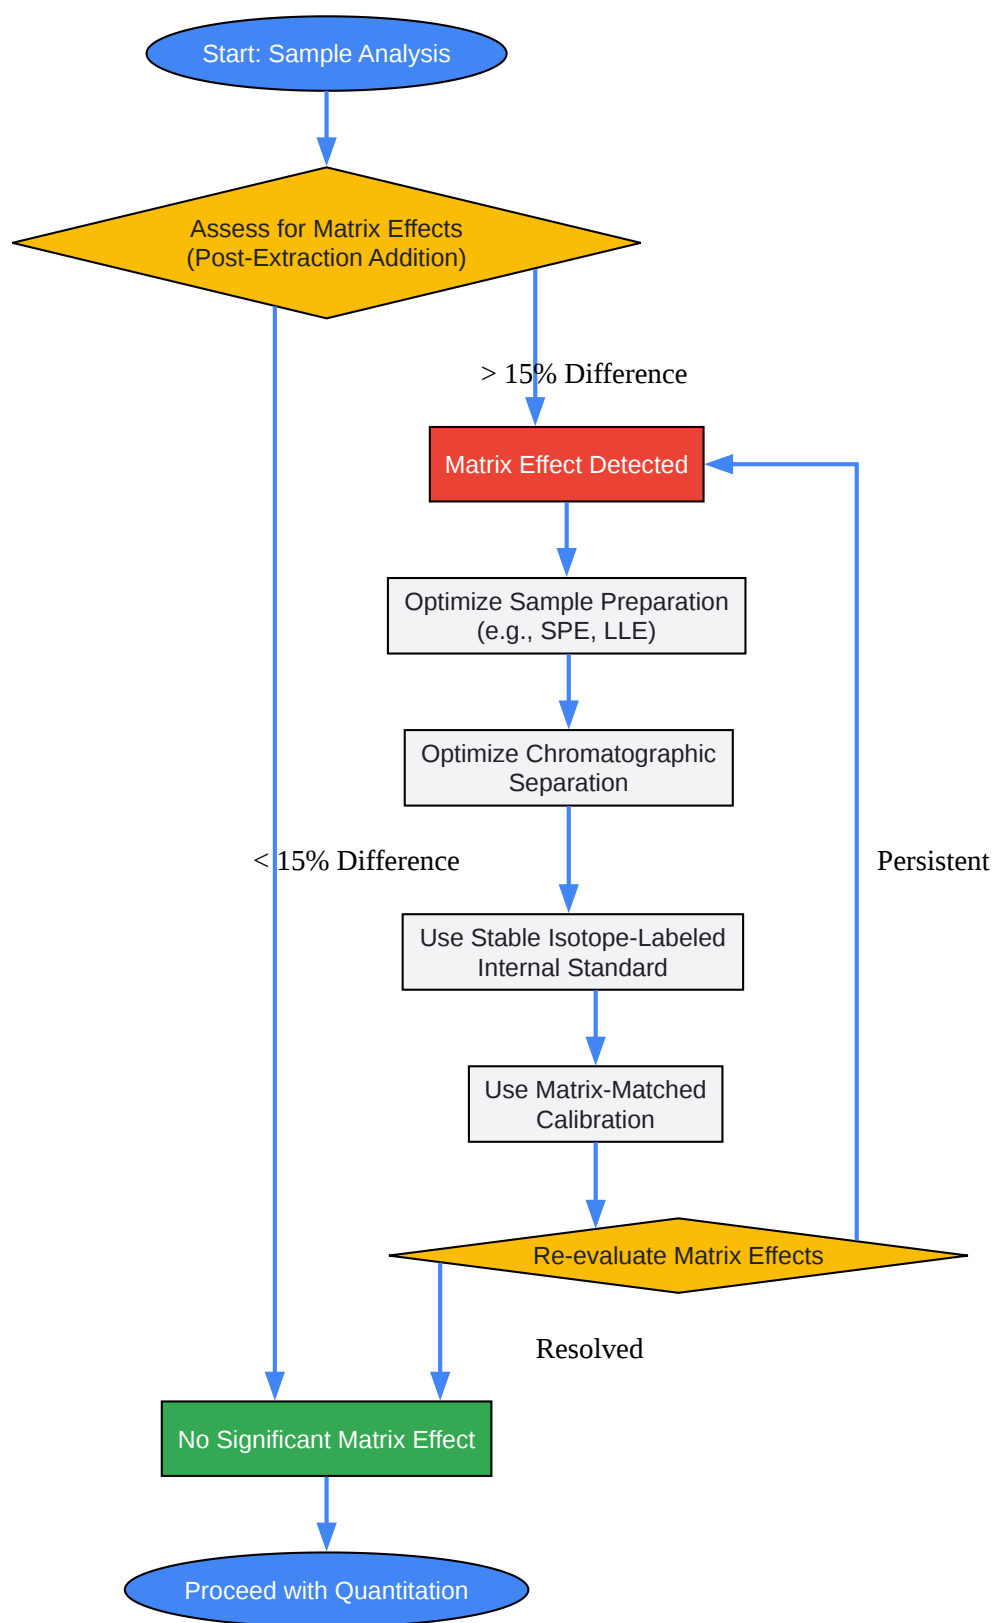 Start: Sample Analysis
Assess for Matrix Effects
(Post-Extraction Addition)
> 15% Difference
Matrix Effect Detected
Optimize Sample Preparation
(e.g., SPE, LLE)
Optimize Chromatographic
Separation
< 15% Difference
Persistent
Use Stable Isotope-Labeled
Internal Standard
Use Matrix-Matched
Calibration
Re-evaluate Matrix Effects
Resolved
No Significant Matrix Effect
Proceed with Quantitation